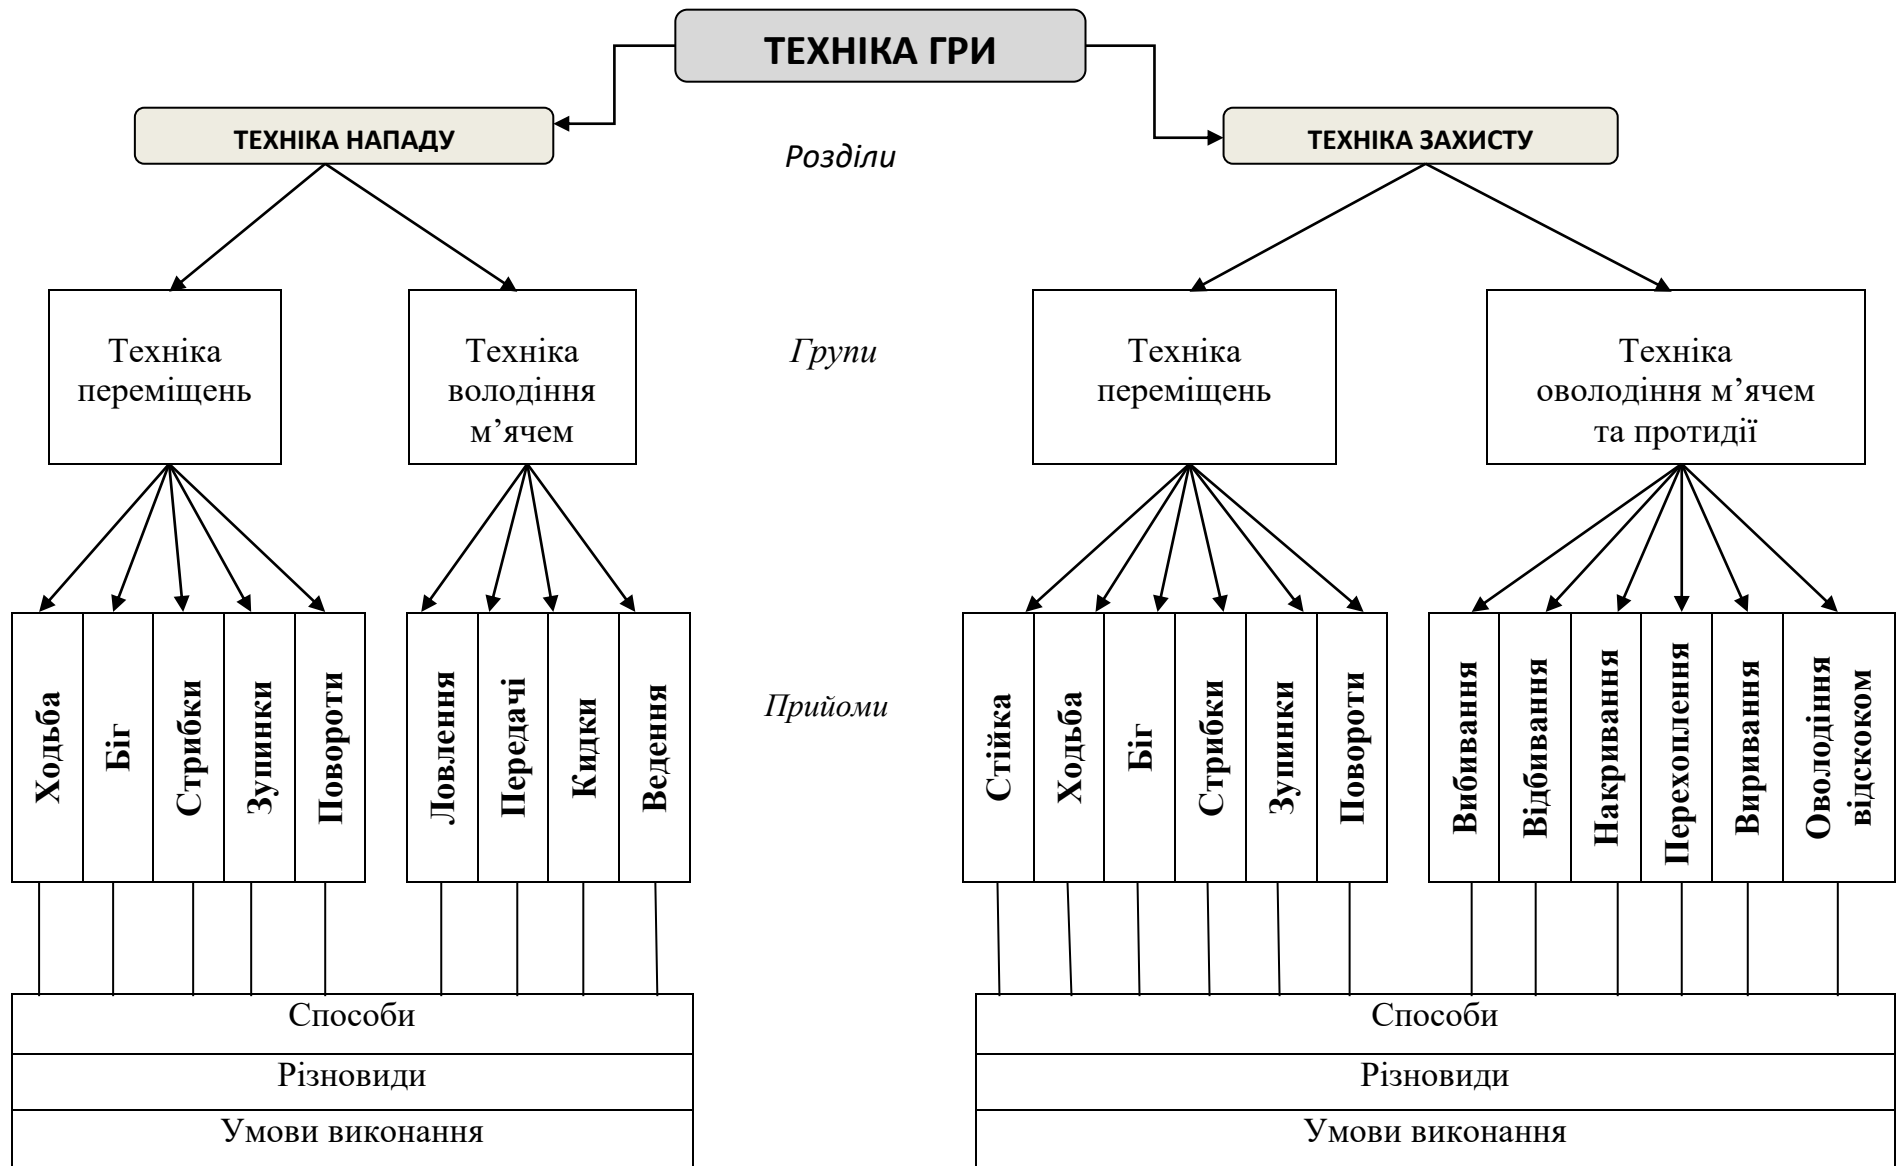 ТЕХНІКА ГРИ
ТЕХНІКА НАПАДУ
Розділи
ТЕХНІКА ЗАХИСТУ
Техніка
переміщень
Техніка
володіння
м’ячем
Групи
Техніка
переміщень
Техніка
оволодіння м’ячем
та протидії
Ходьба
Біг
Стрибки
Зупинки
Повороти
Ловлення
Передачі
Кидки
Ведення
Прийоми
Стійка
Ходьба
Біг
Стрибки
Зупинки
Повороти
Вибивання
Відбивання
Накривання
Перехоплення
Виривання
Оволодіння
відскоком
Способи
Різновиди
Умови виконання
Способи
Різновиди
Умови виконання